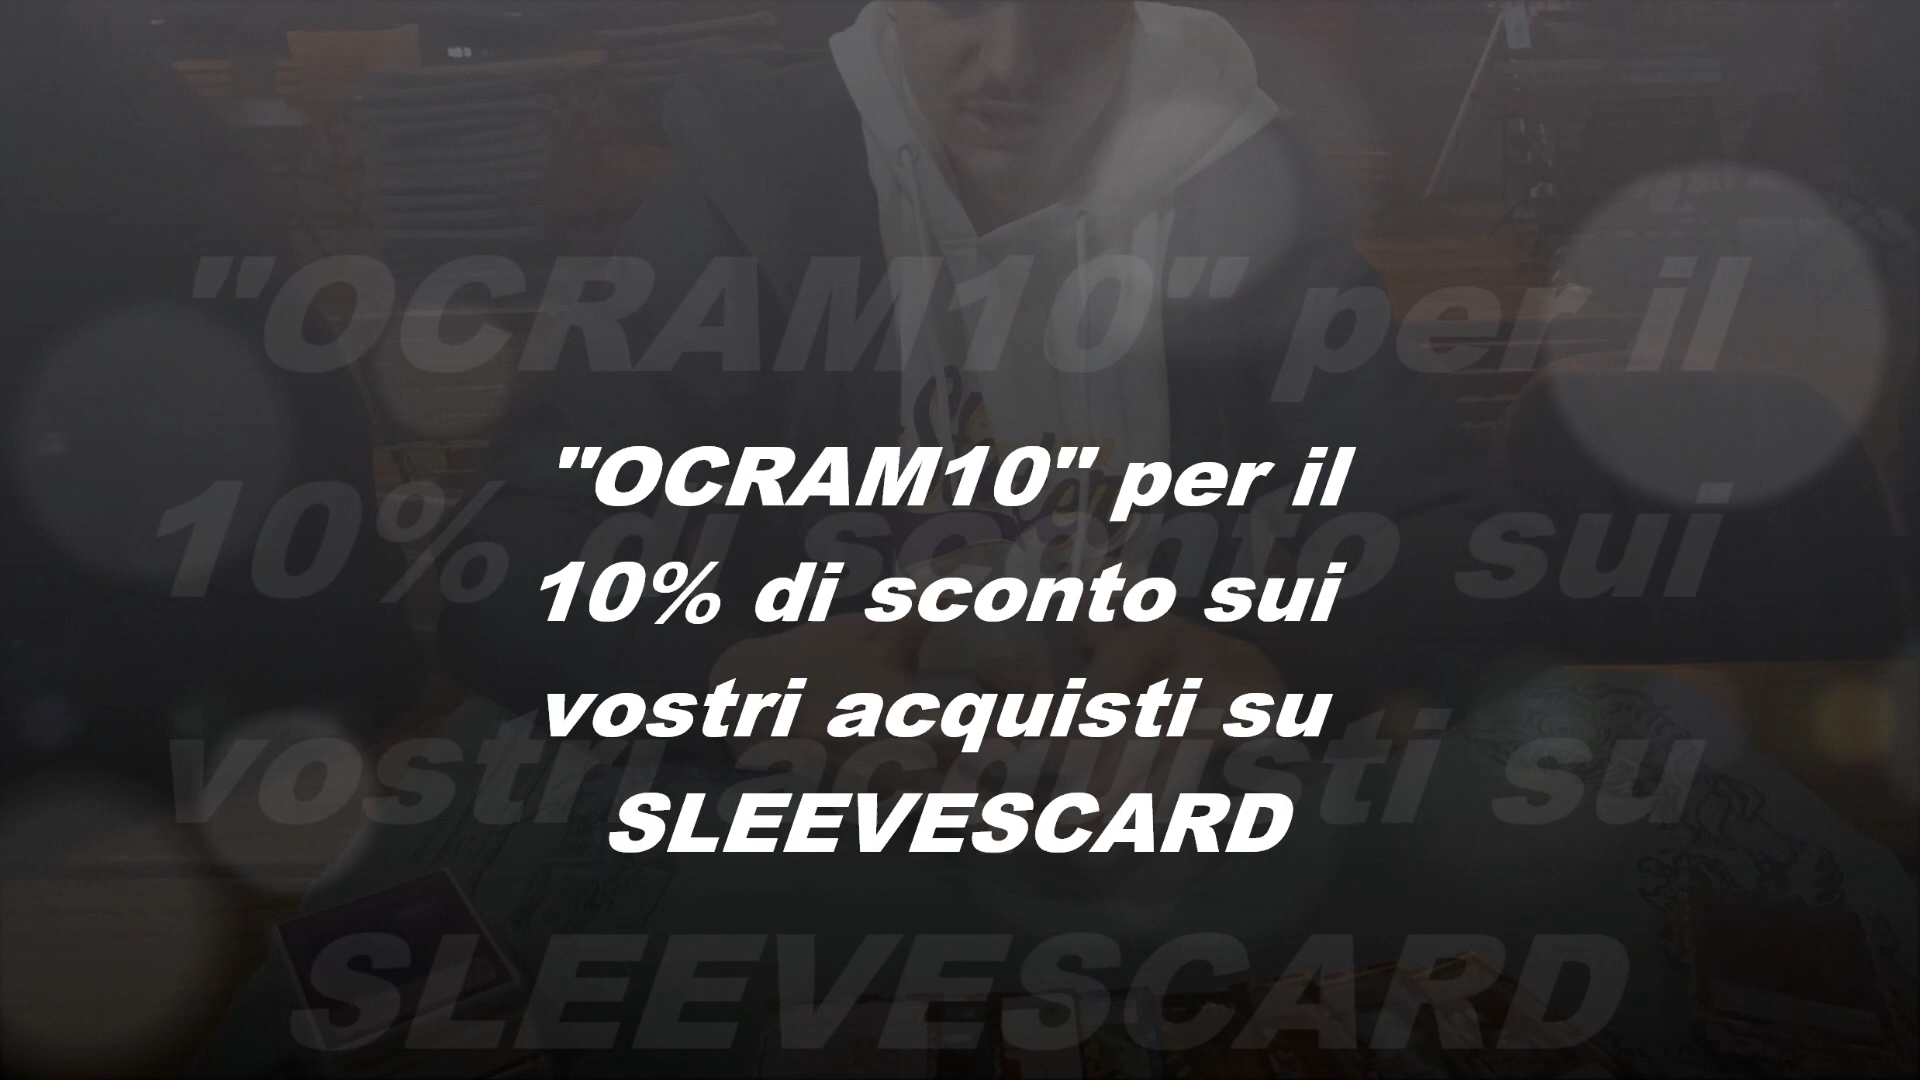 "OCRAM10" per il
10% di sconto sui
vostri acquisti su
SLEEVESCARD